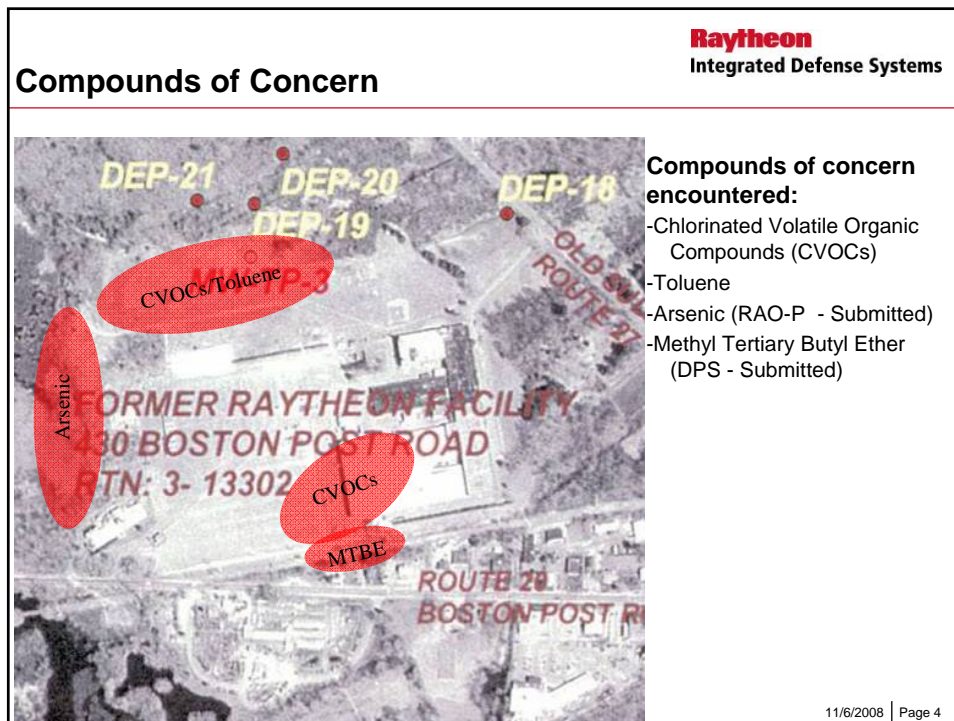 Raytheon
Integrated Defense Systems
Compounds of Concern
DEP-21
DEP-20
DEP-18
DEP-19
CVOCs/Toluene
P-3
OLD
ROUTE 27
Arsenic
FORMER RAYTHEON FACILITY
430 BOSTON POST ROAD
RTN: 3- 13302
CVOCs
MTBE
ROUTE 20
BOSTON POST
Compounds of concern
encountered:
-Chlorinated Volatile Organic
Compounds (CVOCs)
-Toluene
-Arsenic (RAO-P - Submitted)
-Methyl Tertiary Butyl Ether
(DPS - Submitted)
11/6/2008 | Page 4